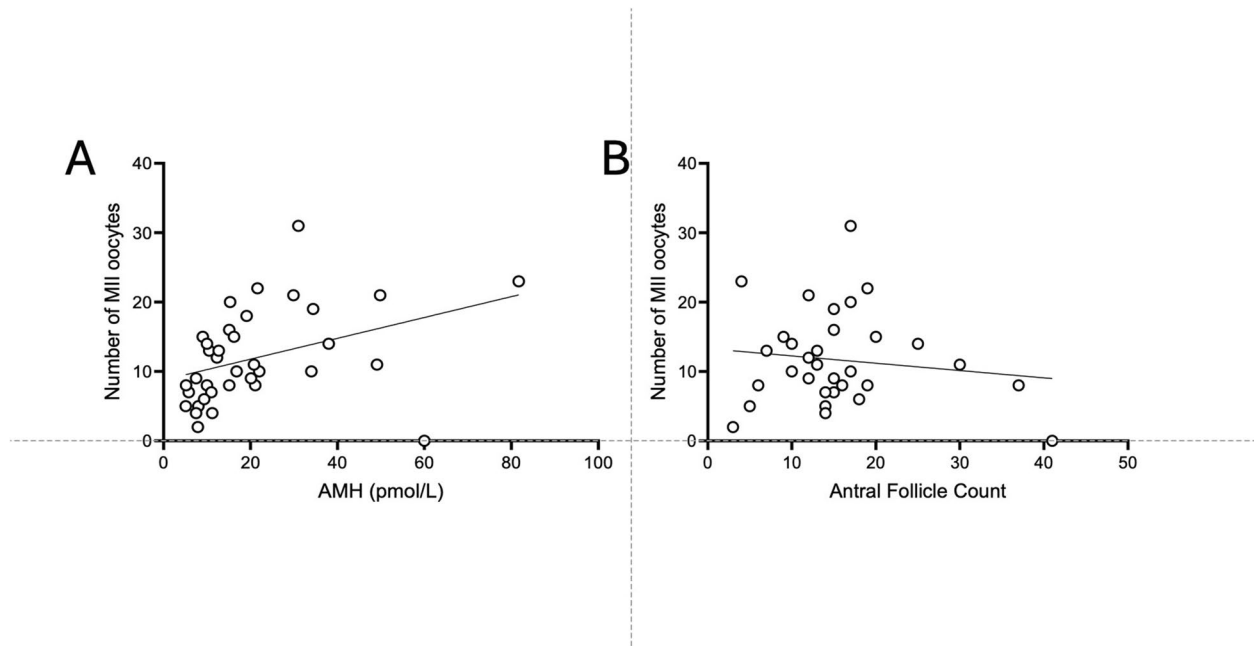 A
Number of MII oocytes
40
30
20
10
0
0 20 40 60 80 100
AMH (pmol/L)
B
Number of MII oocytes
40
30
20
10
0
0 10 20 30 40 50
Antral Follicle Count